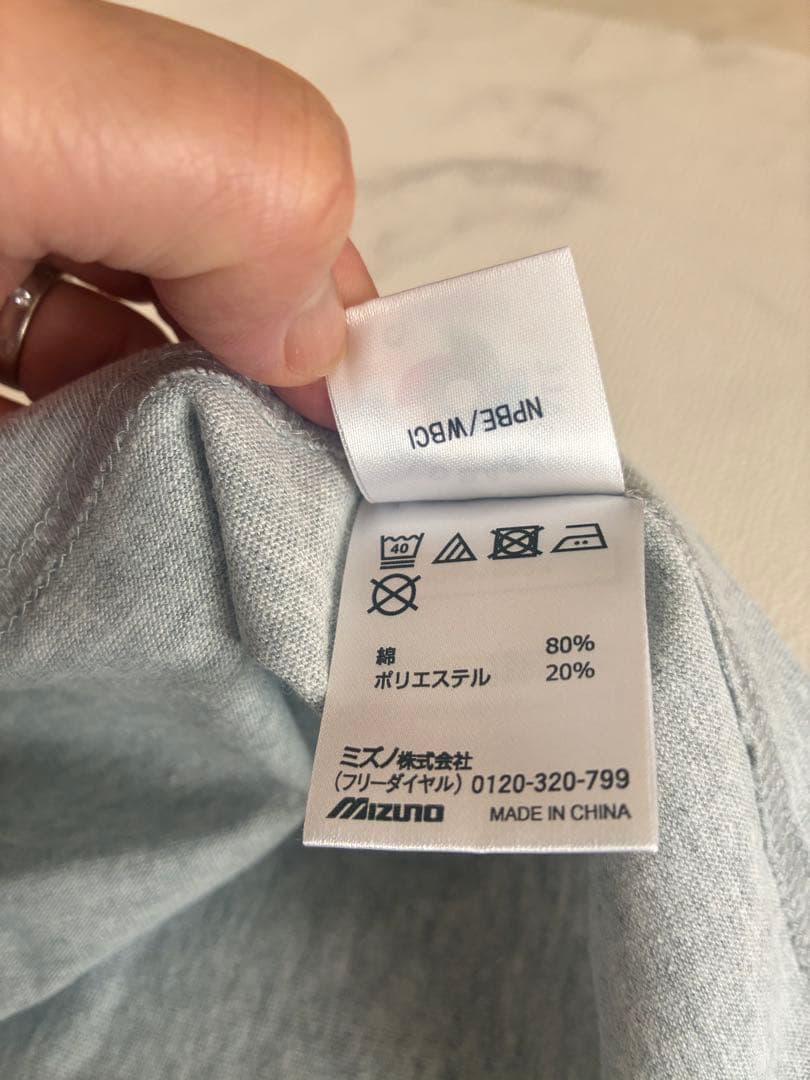 NPBE/WBCI
40
綿 80%
ポリエステル 20%
ミズノ株式会社
(フリーダイヤル) 0120-320-799
MIZUNO MADE IN CHINA